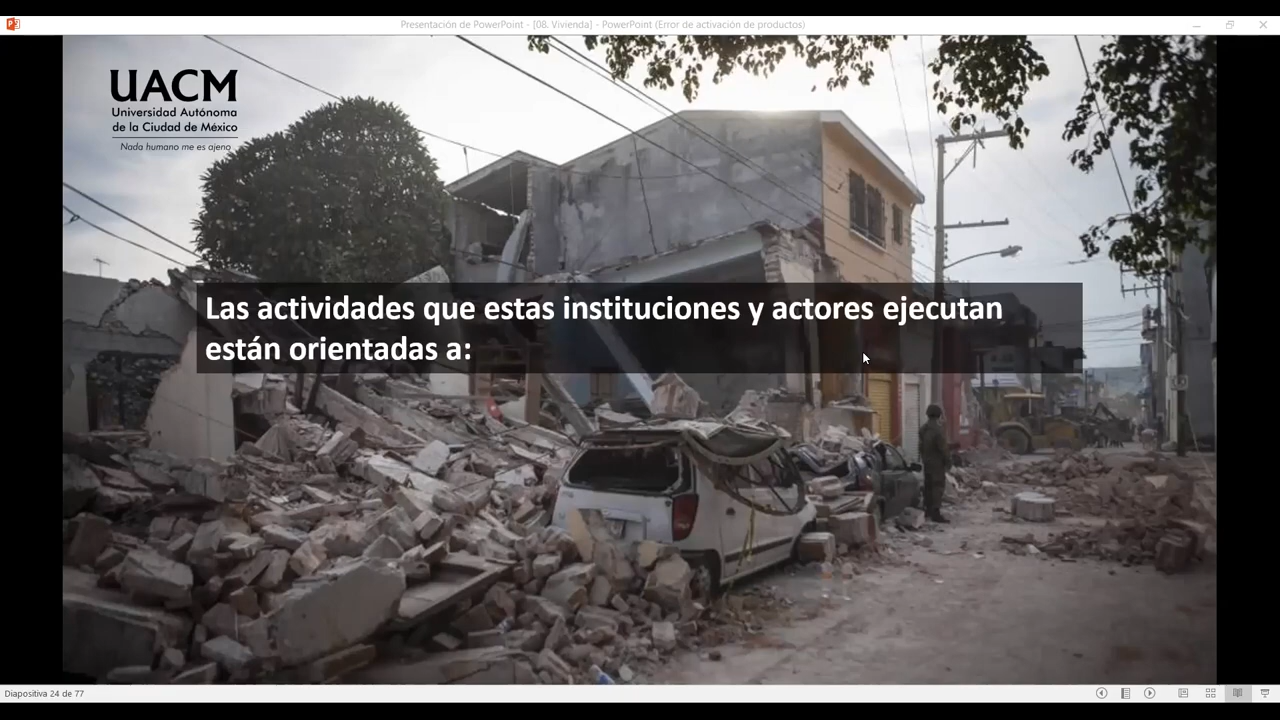 Presentación de PowerPoint - [08. Vivienda] - PowerPoint (Error de activación de productos)
UACM
Universidad Autónoma
de la Ciudad de México
Nada humano me es ajeno
Las actividades que estas instituciones y actores ejecutan
están orientadas a:
Diapositiva 24 de 77